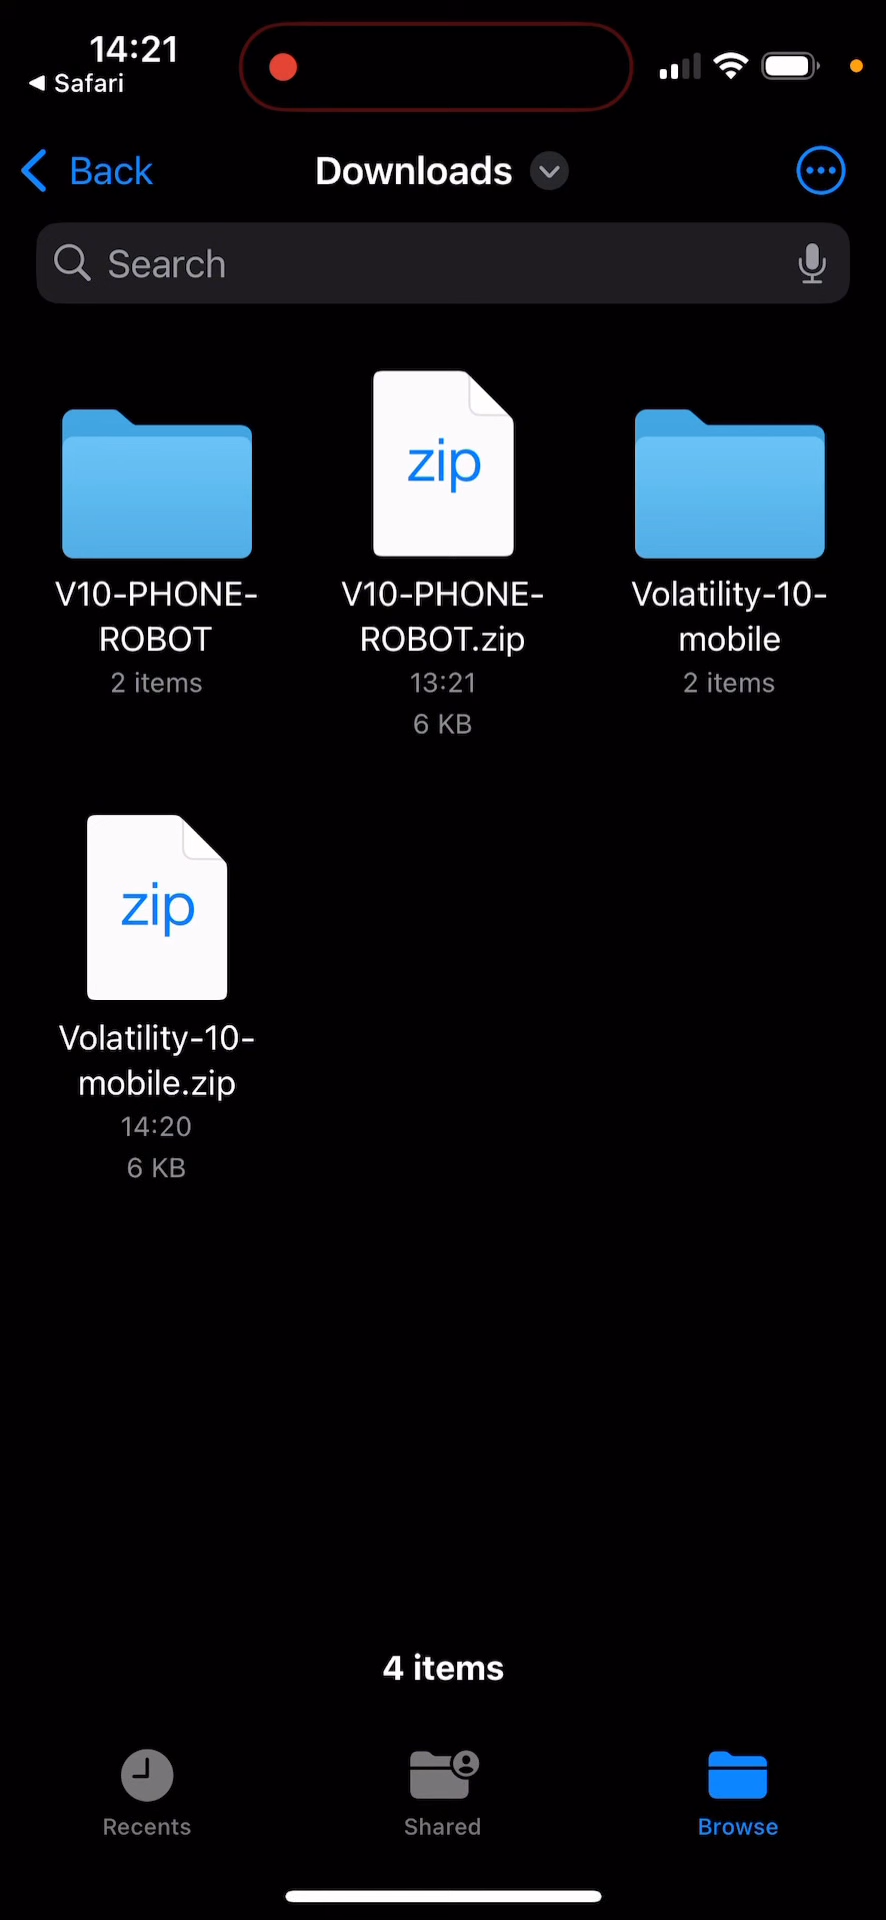 14:21
Safari
Back
Downloads
Search
zip
V10-PHONE-
ROBOT
2 items
V10-PHONE-
ROBOT.zip
13:21
6 KB
Volatility-10-
mobile
2 items
zip
Volatility-10-
mobile.zip
14:20
6 KB
4 items
Recents
Shared
Browse